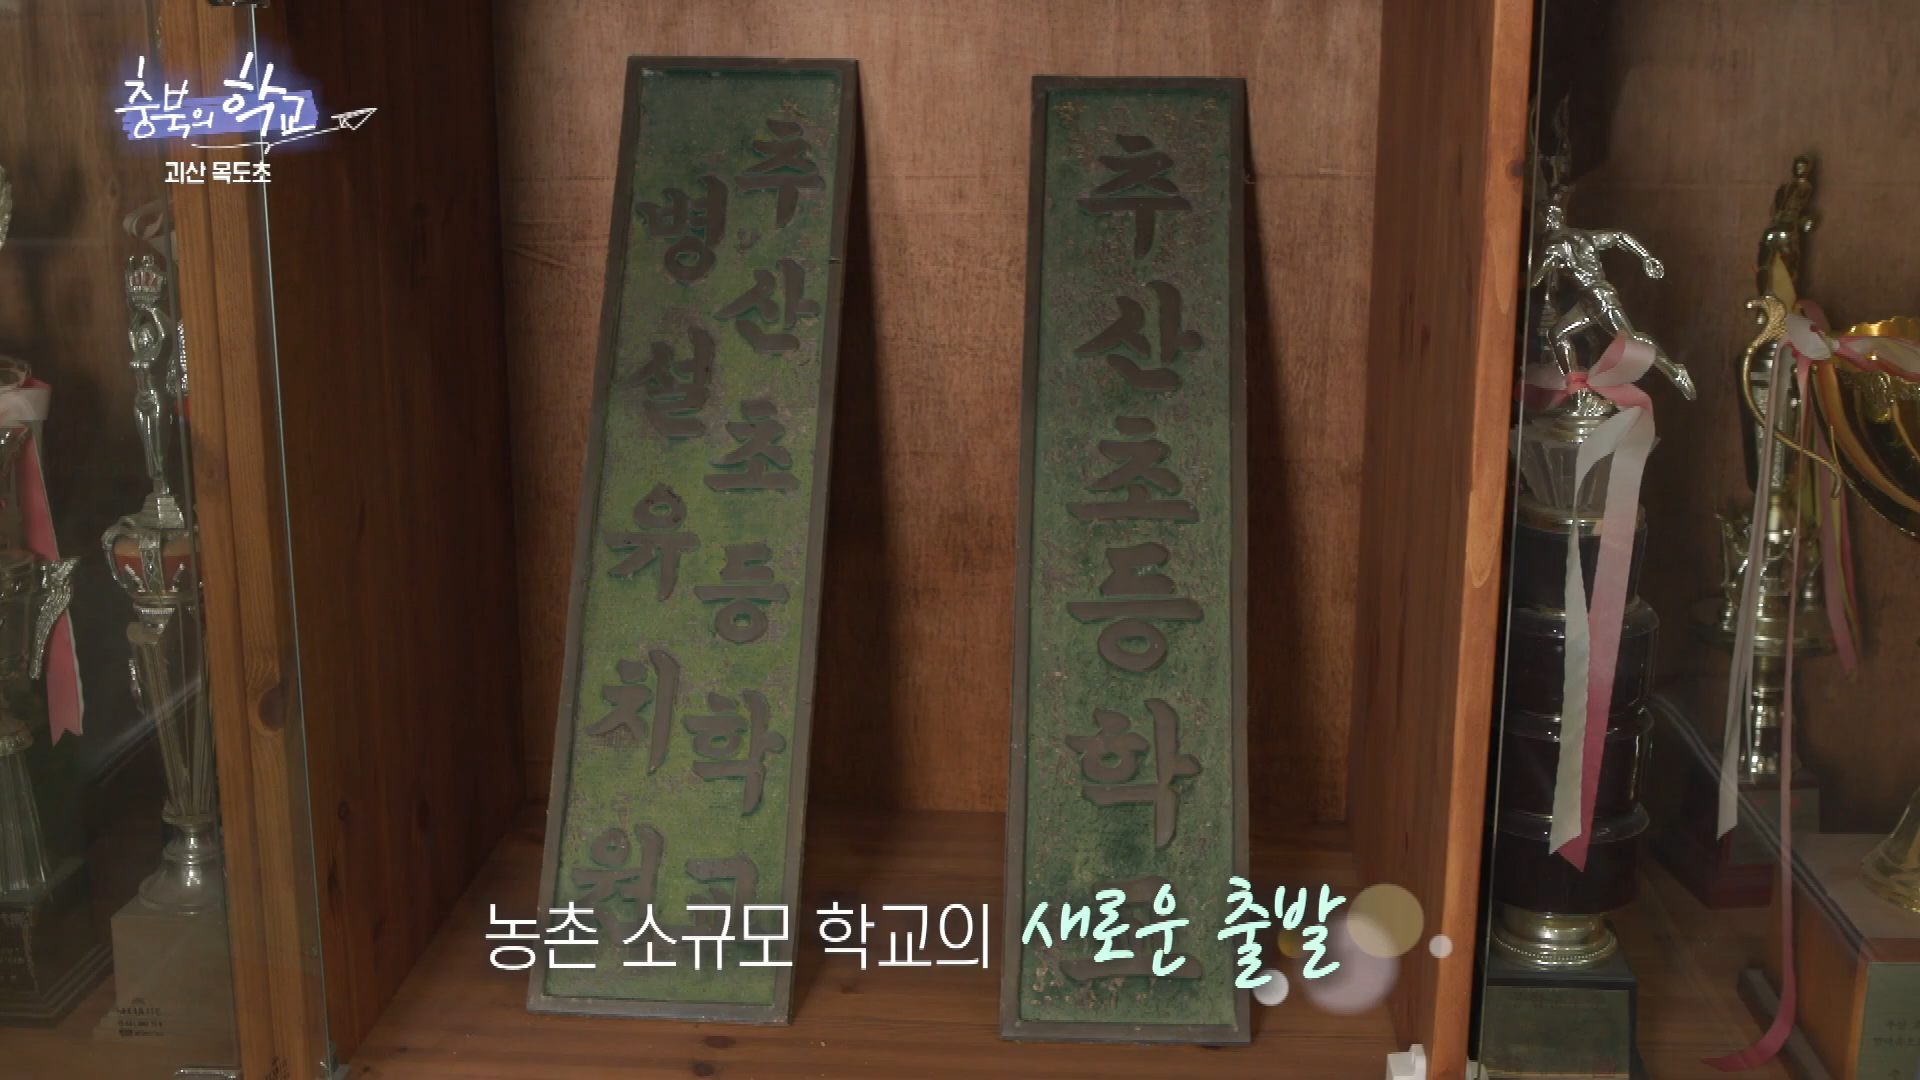 충북의 학교
괴산 목도초
추산초등학교
병설유치원
추산초등학교
농촌 소규모 학교의 새로운 출발